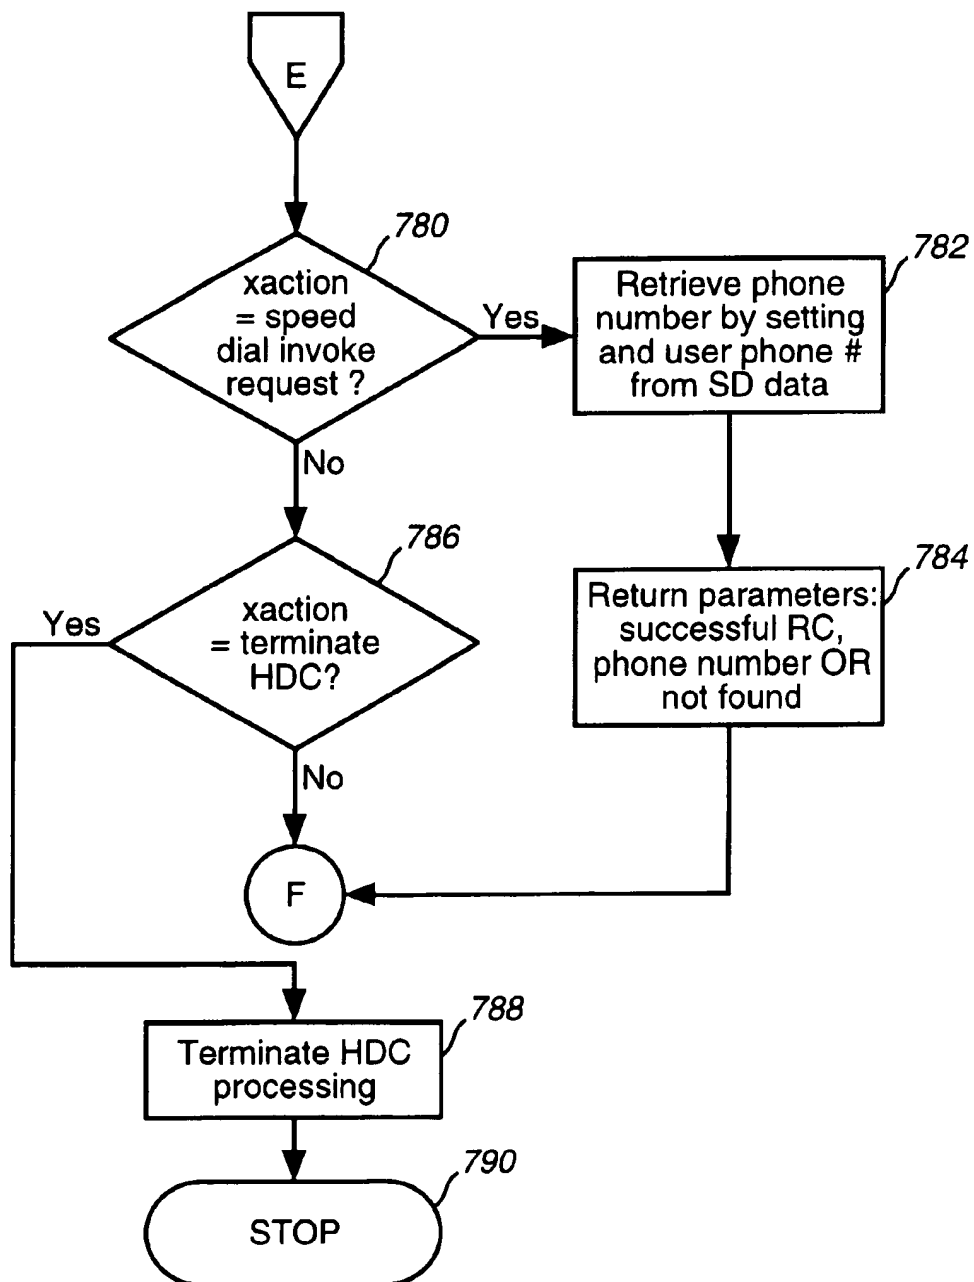 E
780
xaction
= speed
dial invoke
request ?
Yes
782
Retrieve phone
number by setting
and user phone #
from SD data
No
786
xaction
= terminate
HDC?
Yes
784
Return parameters:
successful RC,
phone number OR
not found
No
F
788
Terminate HDC
processing
790
STOP